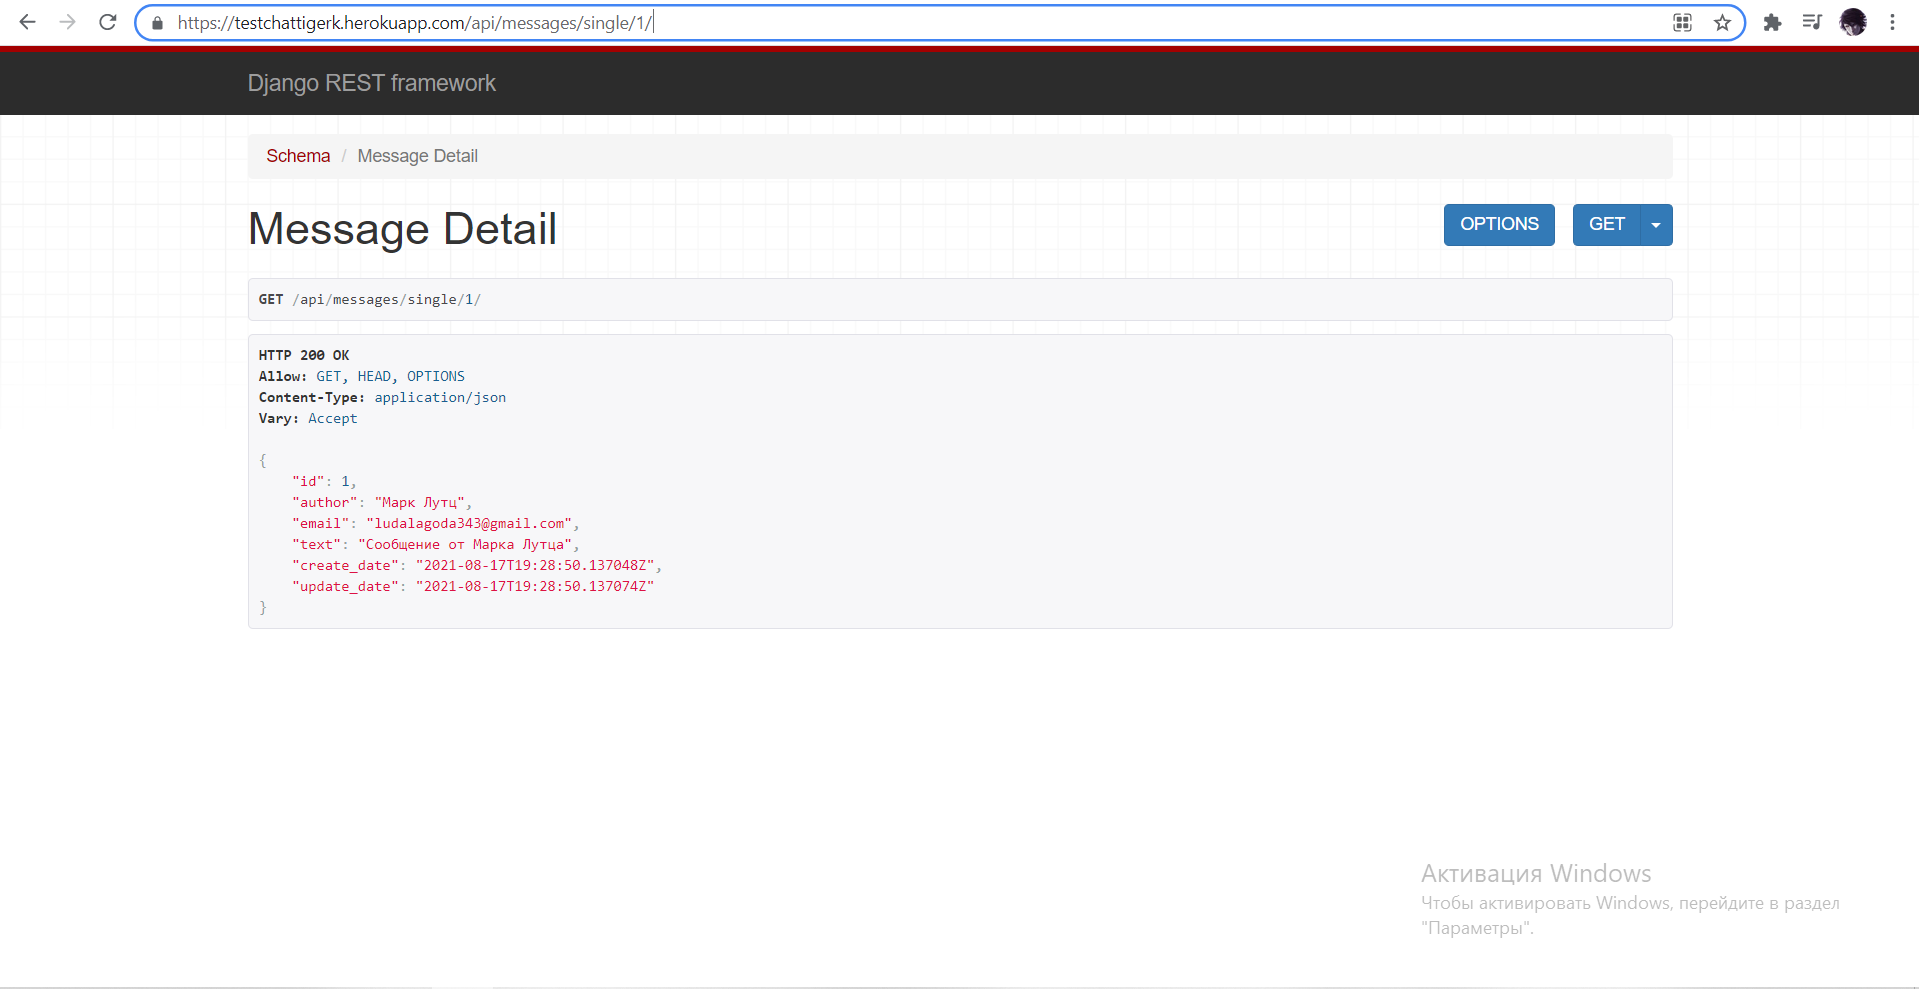 https://testchattigerk.herokuapp.com/api/messages/single/1/
Django REST framework
Schema / Message Detail
Message Detail
OPTIONS GET
GET /api/messages/single/1/
HTTP 200 OK
Allow: GET, HEAD, OPTIONS
Content-Type: application/json
Vary: Accept
{
    "id": 1,
    "author": "Марк Лутц",
    "email": "ludalagoda343@gmail.com",
    "text": "Сообщение от Марка Лутца",
    "create_date": "2021-08-17T19:28:50.137048Z",
    "update_date": "2021-08-17T19:28:50.137074Z"
}
Активация Windows
Чтобы активировать Windows, перейдите в раздел
"Параметры".